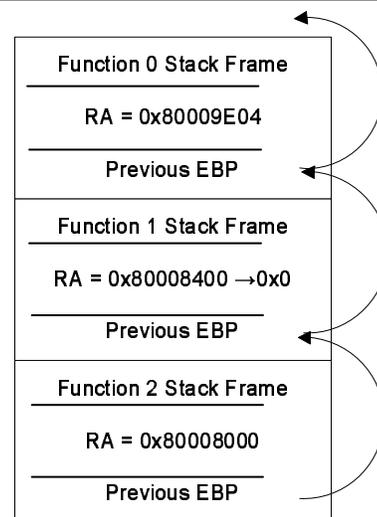 Function 0 Stack Frame
RA = 0x80009E04
Previous EBP
Function 1 Stack Frame
RA = 0x80008400 →0x0
Previous EBP
Function 2 Stack Frame
RA = 0x80008000
Previous EBP